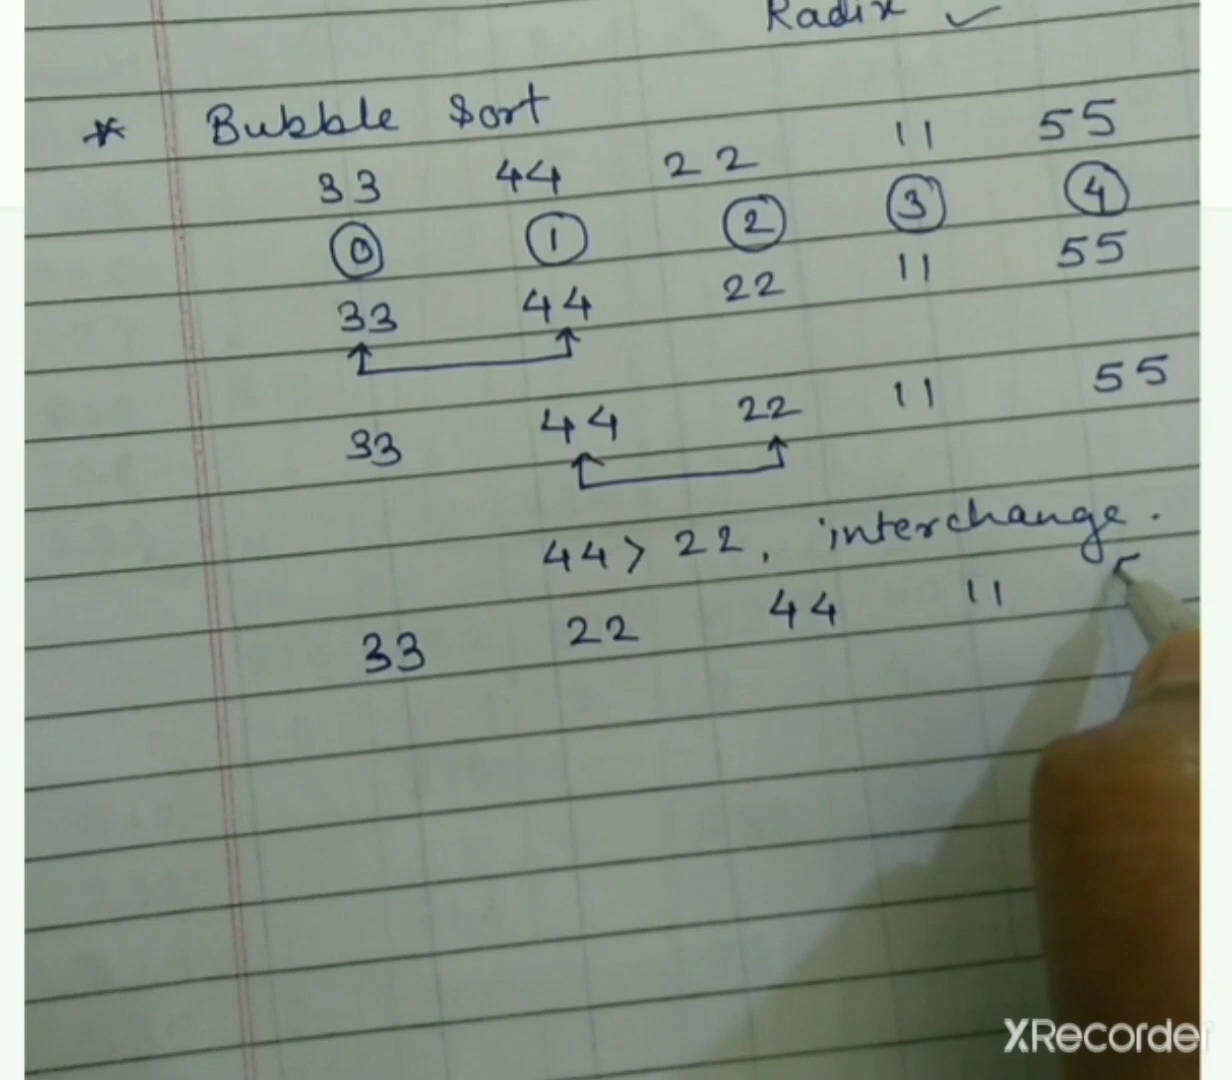 Radix ✓
* Bubble Sort
33 44 22 11 55
0 1 2 3 4
33 44 22 11 55
33 44 22 11 55
44 > 22, interchange.
33 22 44 11 5
XRecorder